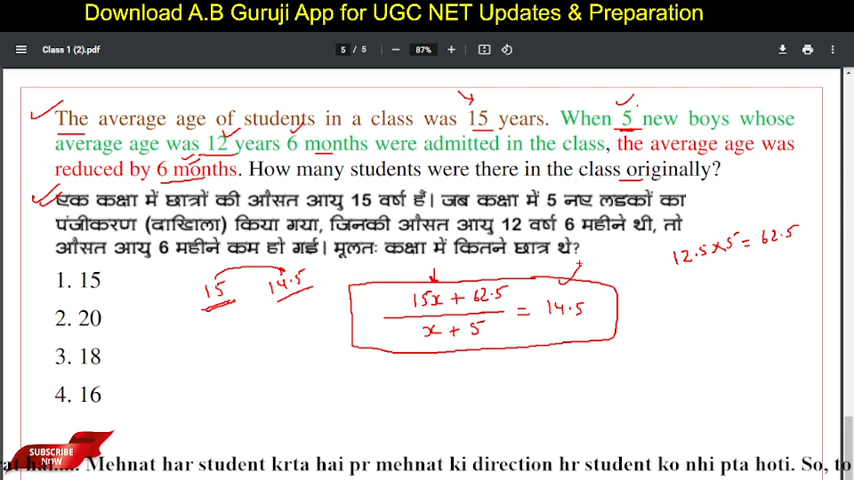 Download A.B Guruji App for UGC NET Updates & Preparation
Class 1 (2).pdf
5 / 5
87%
The average age of students in a class was 15 years. When 5 new boys whose
average age was 12 years 6 months were admitted in the class, the average age was
reduced by 6 months. How many students were there in the class originally?
एक कक्षा में छात्रों की औसत आयु 15 वर्ष हैं। जब कक्षा में 5 नए लडकों का
पंजीकरण (दाखिला) किया गया, जिनकी औसत आयु 12 वर्ष 6 महीने थी, तो
औसत आयु 6 महीने कम हो गई। मूलतः कक्षा में कितने छात्र थे?
12.5×5 = 62.5
1. 15
15 14.5
15x + 62.5
x + 5
= 14.5
2. 20
3. 18
4. 16
SUBSCRIBE
NOW
Mehnat har student krta hai pr mehnat ki direction hr student ko nhi pta hoti. So, to